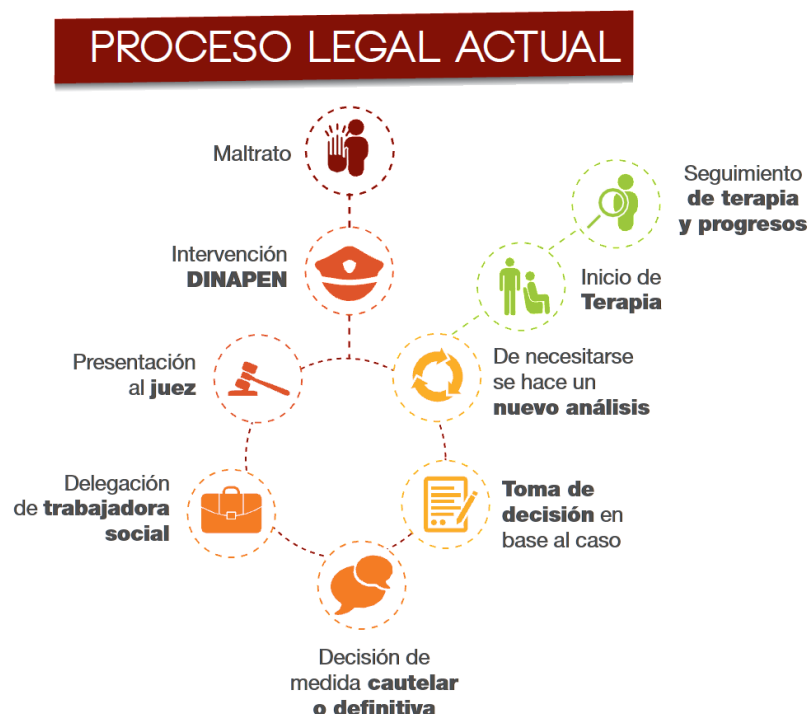 PROCESO LEGAL ACTUAL
Maltrato
Intervención
DINAPEN
Presentación
al juez
Delegación
de trabajadora
social
Decisión de
medida cautelar
o definitiva
Toma de
decisión en
base al caso
De necesitarse
se hace un
nuevo análisis
Inicio de
Terapia
Seguimiento
de terapia
y progresos